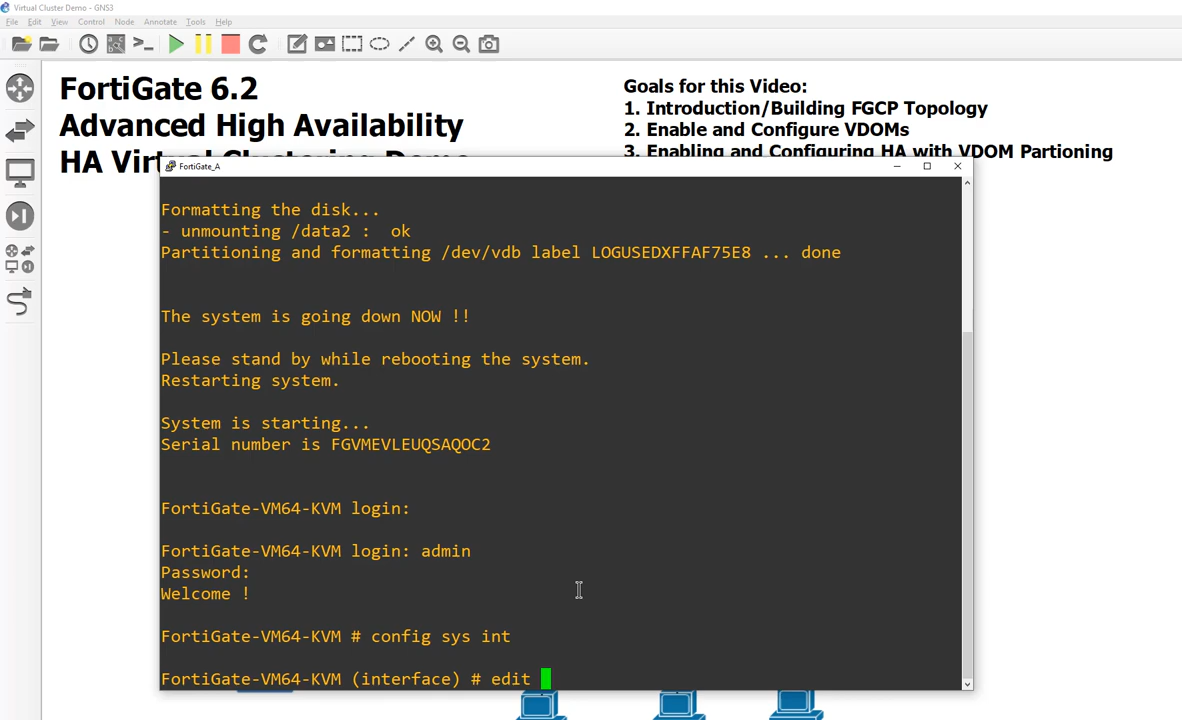 Virtual Cluster Demo - GNS3
File Edit View Control Node Annotate Tools Help
FortiGate 6.2
Advanced High Availability
HA Virtual Clustering Demo
Goals for this Video:
1. Introduction/Building FGCP Topology
2. Enable and Configure VDOMs
3. Enabling and Configuring HA with VDOM Partioning
FortiGate_A
Formatting the disk...
- unmounting /data2 :  ok
Partitioning and formatting /dev/vdb label LOGUSEDXFFAF75E8 ... done
The system is going down NOW !!
Please stand by while rebooting the system.
Restarting system.
System is starting...
Serial number is FGVMEVLEUQSAQOC2
FortiGate-VM64-KVM login:
FortiGate-VM64-KVM login: admin
Password:
Welcome !
FortiGate-VM64-KVM # config sys int
FortiGate-VM64-KVM (interface) # edit